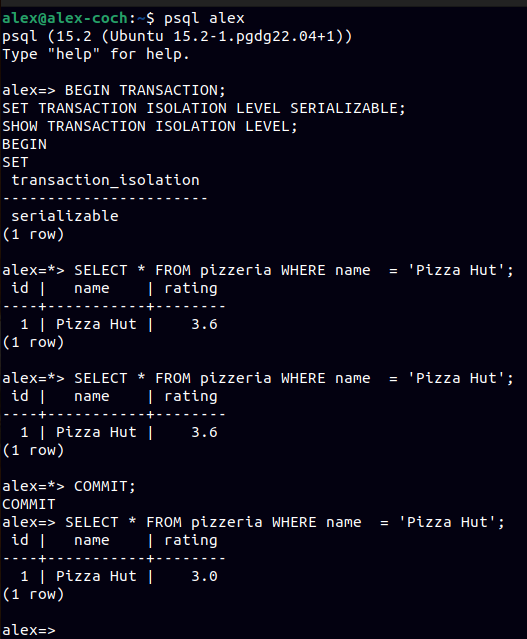 alex@alex-coch:~$ psql alex
psql (15.2 (Ubuntu 15.2-1.pgdg22.04+1))
Type "help" for help.

alex=> BEGIN TRANSACTION;
SET TRANSACTION ISOLATION LEVEL SERIALIZABLE;
SHOW TRANSACTION ISOLATION LEVEL;
BEGIN
SET
 transaction_isolation
-----------------------
 serializable
(1 row)

alex=*> SELECT * FROM pizzeria WHERE name  = 'Pizza Hut';
 id |   name    | rating
----+-----------+--------
  1 | Pizza Hut |    3.6
(1 row)

alex=*> SELECT * FROM pizzeria WHERE name  = 'Pizza Hut';
 id |   name    | rating
----+-----------+--------
  1 | Pizza Hut |    3.6
(1 row)

alex=*> COMMIT;
COMMIT
alex=> SELECT * FROM pizzeria WHERE name  = 'Pizza Hut';
 id |   name    | rating
----+-----------+--------
  1 | Pizza Hut |    3.0
(1 row)

alex=>